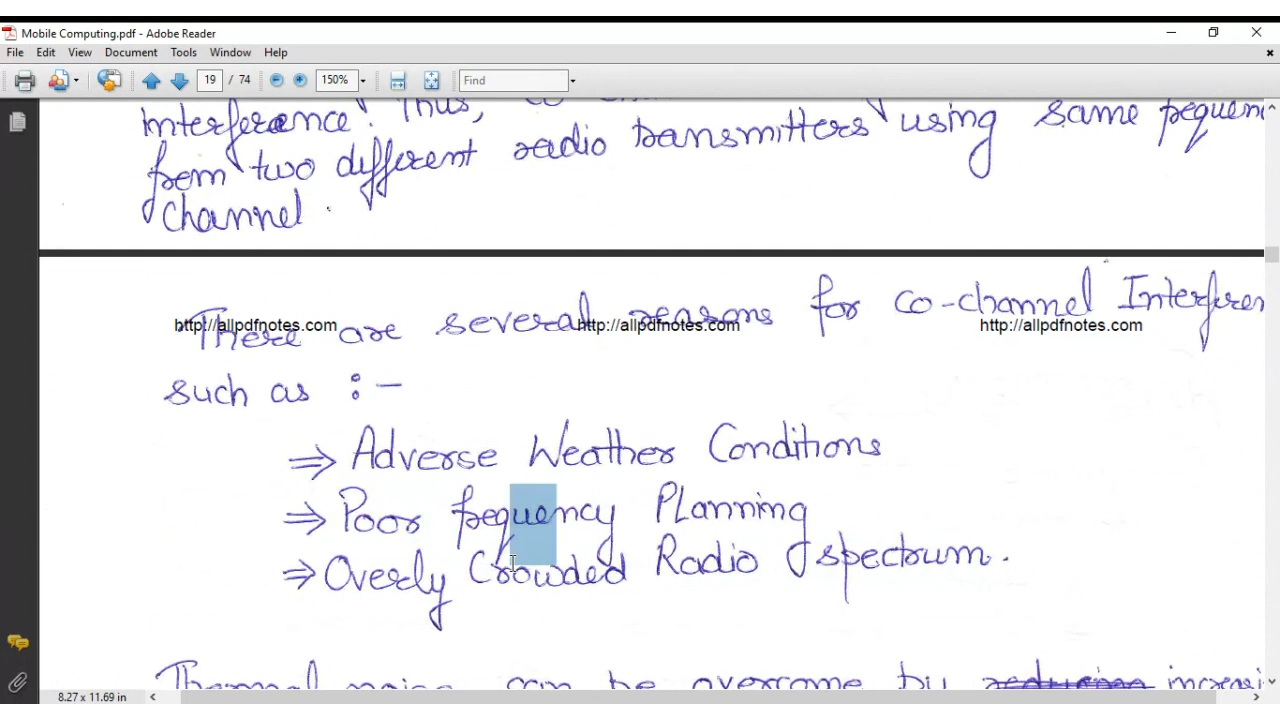 Mobile Computing.pdf - Adobe Reader
File Edit View Document Tools Window Help
19 / 74 150% Find
Interference. Thus,
from two different radio transmitters using same
channel.
There are several reasons for Co-channel
http://allpdfnotes.com http://allpdfnotes.com http://allpdfnotes.com
such as :-
⇒ Adverse Weather Conditions
⇒ Poor frequency Planning
⇒ Overly Crowded Radio spectrum.
Thermal noise can be overcome by
8.27 x 11.69 in